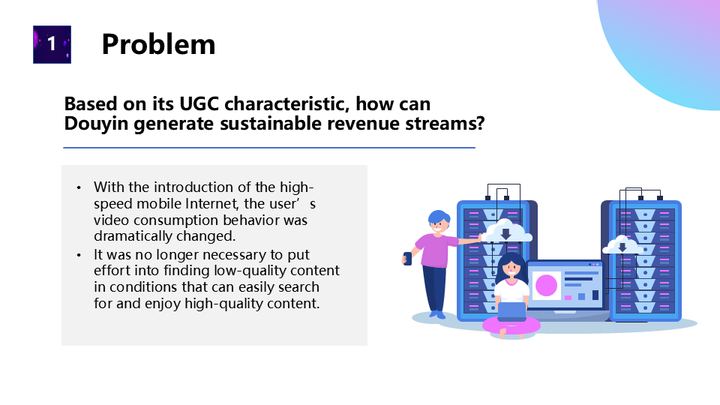 1
Problem
Based on its UGC characteristic, how can
Douyin generate sustainable revenue streams?
• With the introduction of the high-
speed mobile Internet, the user’s
video consumption behavior was
dramatically changed.
• It was no longer necessary to put
effort into finding low-quality content
in conditions that can easily search
for and enjoy high-quality content.